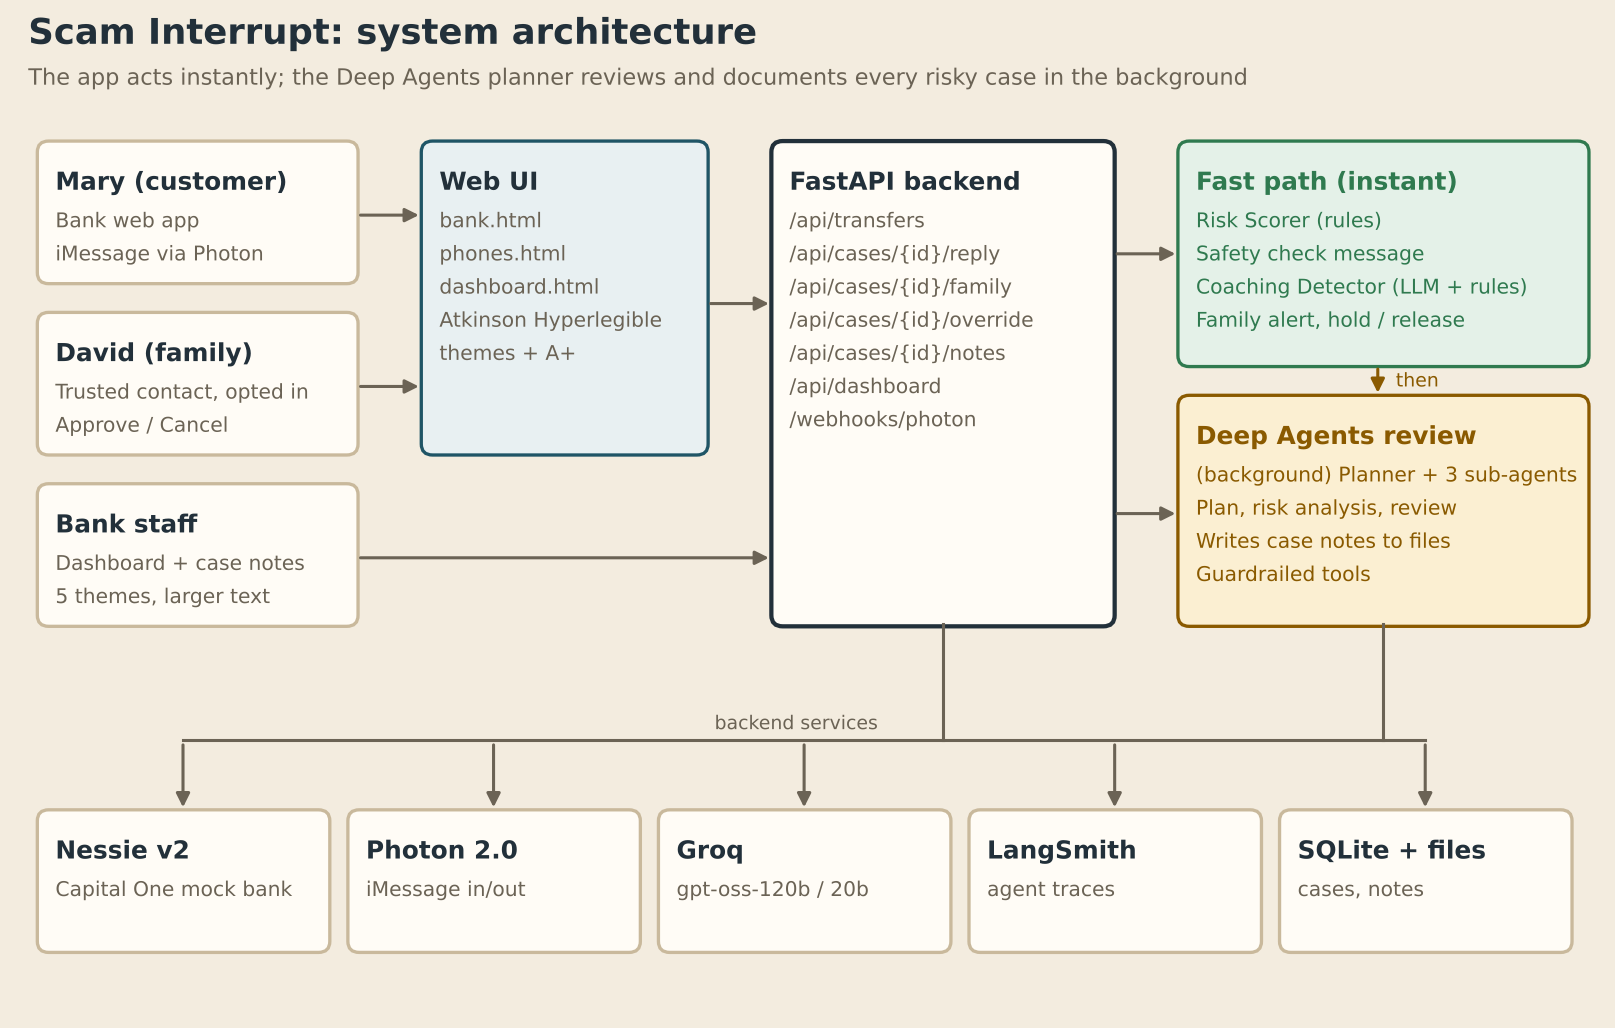 Scam Interrupt: system architecture
The app acts instantly; the Deep Agents planner reviews and documents every risky case in the background
Mary (customer)
Bank web app
iMessage via Photon
David (family)
Trusted contact, opted in
Approve / Cancel
Bank staff
Dashboard + case notes
5 themes, larger text
Web UI
bank.html
phones.html
dashboard.html
Atkinson Hyperlegible
themes + A+
FastAPI backend
/api/transfers
/api/cases/{id}/reply
/api/cases/{id}/family
/api/cases/{id}/override
/api/cases/{id}/notes
/api/dashboard
/webhooks/photon
Fast path (instant)
Risk Scorer (rules)
Safety check message
Coaching Detector (LLM + rules)
Family alert, hold / release
then
Deep Agents review
(background) Planner + 3 sub-agents
Plan, risk analysis, review
Writes case notes to files
Guardrailed tools
backend services
Nessie v2
Capital One mock bank
Photon 2.0
iMessage in/out
Groq
gpt-oss-120b / 20b
LangSmith
agent traces
SQLite + files
cases, notes